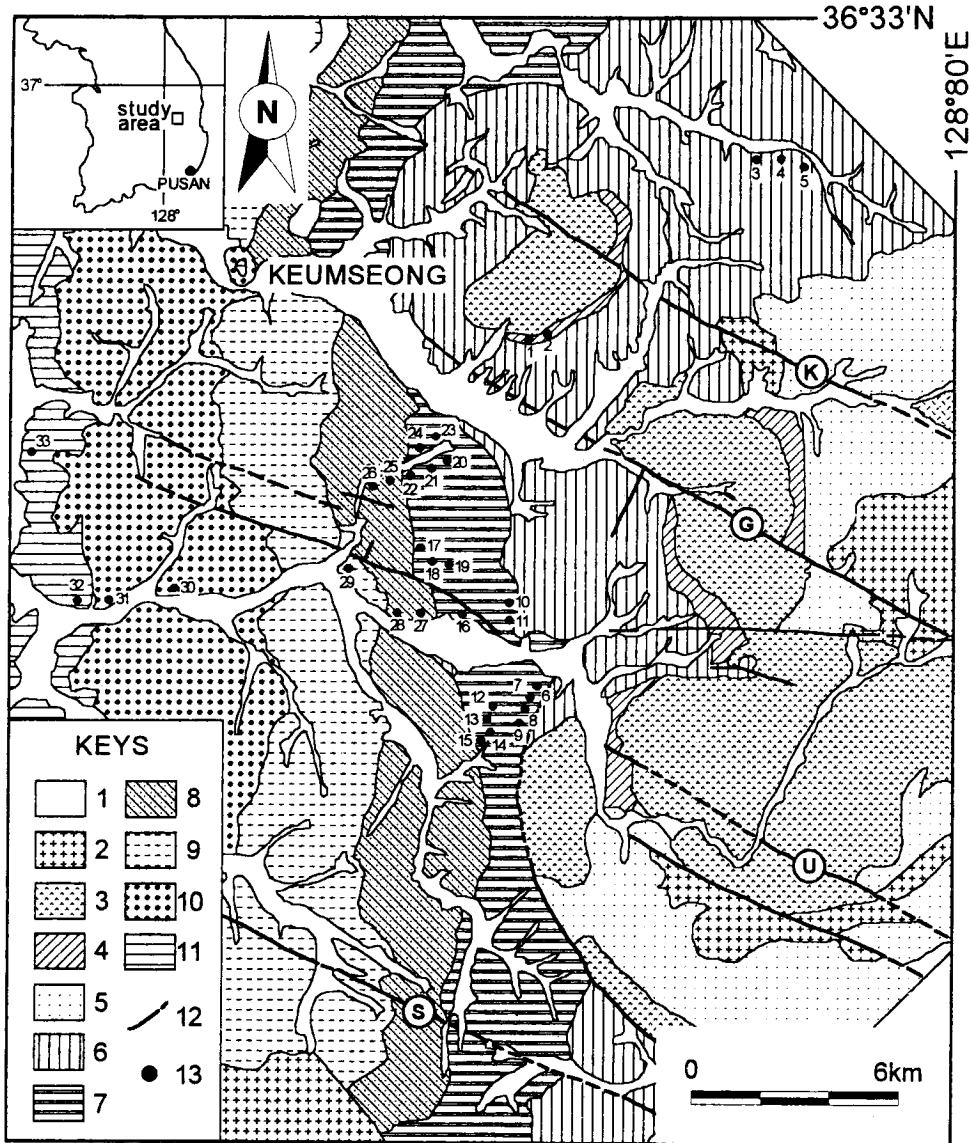 36°33'N
128°80'E
37°
study
area
PUSAN
128°
N
KEUMSEONG
3 4 5
1 2
K
33
24 23
20
26 25 22 21
G
17
18 19
32 31 30 29
10
28 27 16 11
7 6
12
13 8
9
15 14
U
S
KEYS
1 8
2 9
3 10
4 11
5 12
6 13
7
0 6km